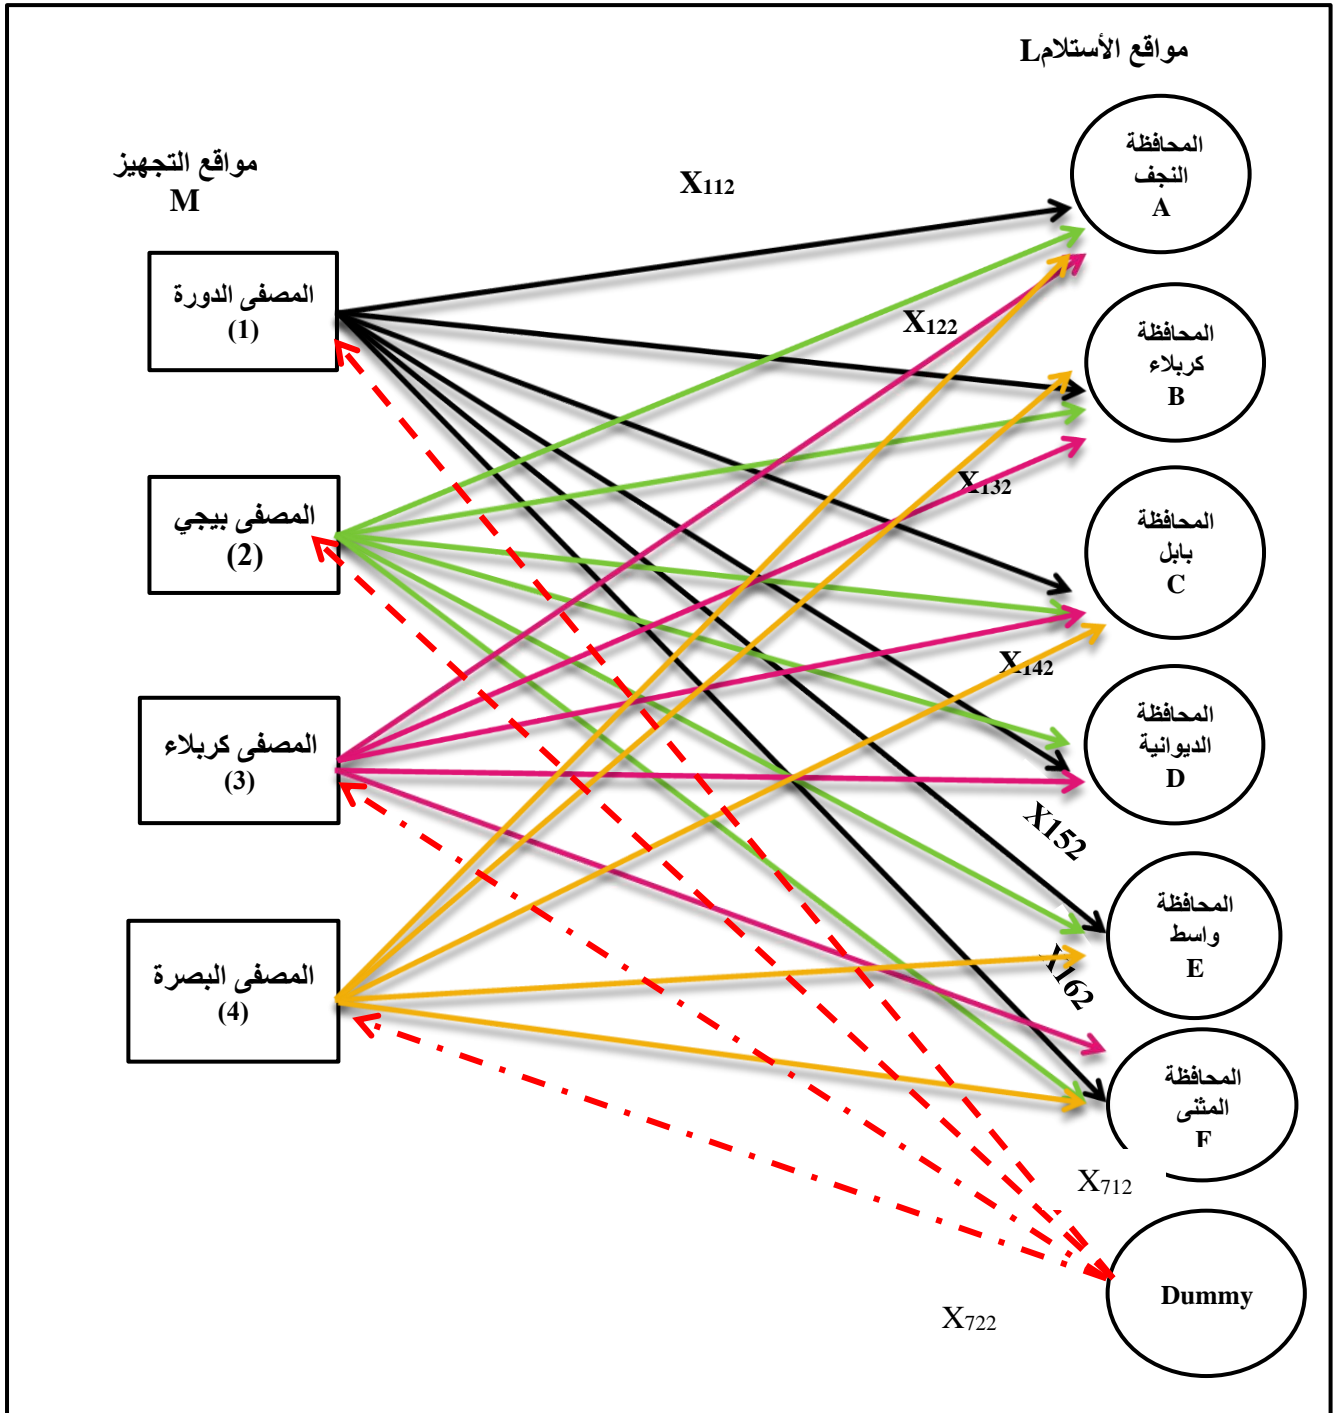 مواقع الأستلامL
مواقع التجهيز
M
X112
المحافظة
النجف
A
المصفى الدورة
(1)
X122
المحافظة
كربلاء
B
X132
المصفى بيجي
(2)
المحافظة
بابل
C
X142
المصفى كربلاء
(3)
المحافظة
الديوانية
D
X152
المحافظة
واسط
E
X162
المصفى البصرة
(4)
المحافظة
المثنى
F
X712
Dummy
X722